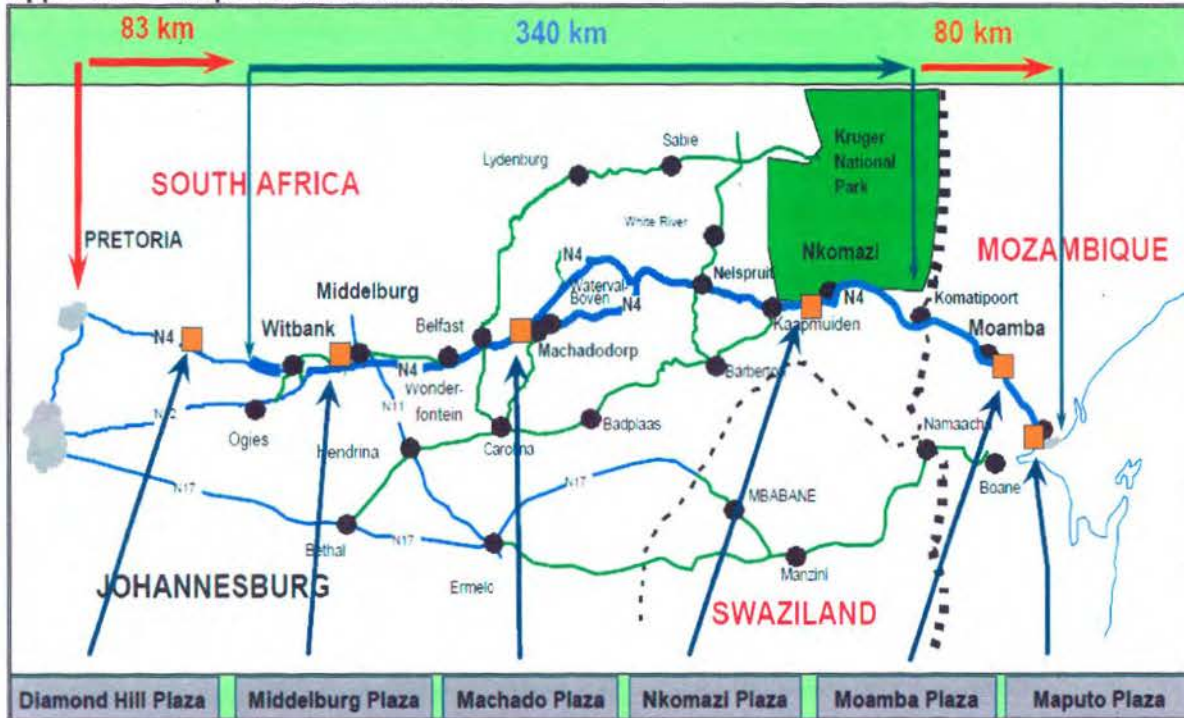 83 km
340 km
80 km
SOUTH AFRICA
PRETORIA
Lydenburg
Sabie
Kruger
National
Park
White River
MOZAMBIQUE
Nkomazi
N4
Nelspruit
Waterval-
Boven
N4
N4
Komatipoort
Middelburg
Belfast
Witbank
Kaapmuiden
Moamba
N4
Machadodorp
N4
Wonder-
fontein
Barberton
N11
Ogies
Hendrina
Carolina
Badplaas
Namaacha
N17
N17
MBABANE
Boane
Bethal
N17
JOHANNESBURG
Ermelo
Manzini
SWAZILAND
Diamond Hill Plaza
Middelburg Plaza
Machado Plaza
Nkomazi Plaza
Moamba Plaza
Maputo Plaza